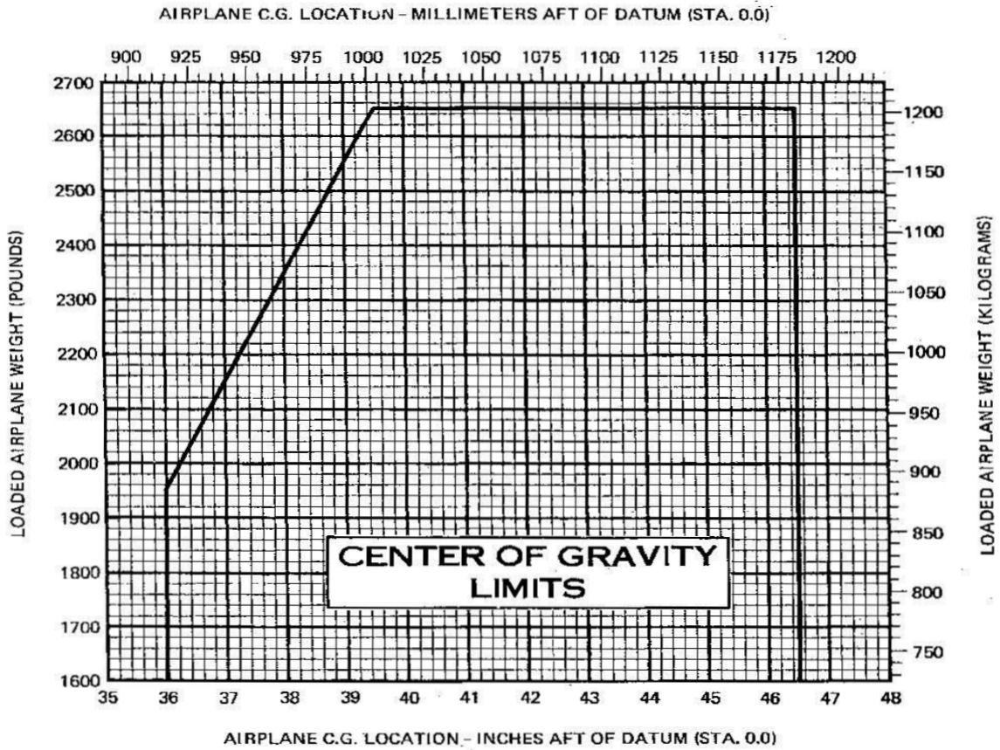 AIRPLANE C.G. LOCATION - MILLIMETERS AFT OF DATUM (STA. 0.0)
900 925 950 975 1000 1025 1050 1075 1100 1125 1150 1175 1200
2700
2600
2500
2400
2300
2200
2100
2000
1900
1800
1700
1600
LOADED AIRPLANE WEIGHT (POUNDS)
CENTER OF GRAVITY
LIMITS
1200
1150
1100
1050
1000
950
900
850
800
750
LOADED AIRPLANE WEIGHT (KILOGRAMS)
35 36 37 38 39 40 41 42 43 44 45 46 47 48
AIRPLANE C.G. LOCATION - INCHES AFT OF DATUM (STA. 0.0)